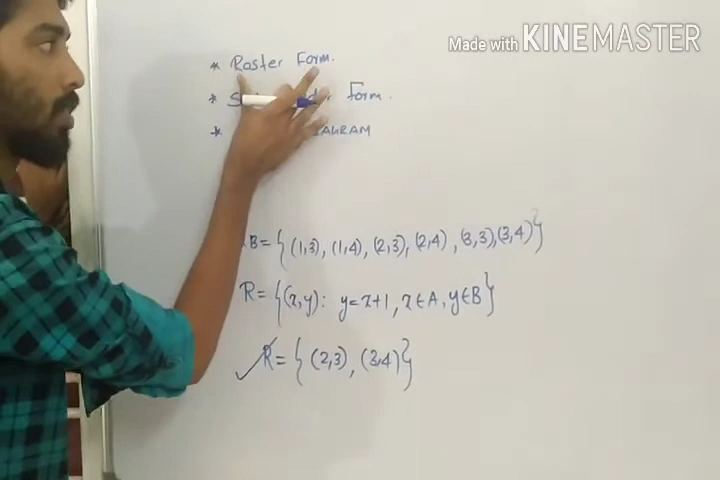 Made with KINEMASTER
* Roster Form.
* Form.
*
B = { (1,3), (1,4), (2,3), (2,4), (3,3), (3,4) }
R = { (x,y) : y = x+1, x ∈ A, y ∈ B }
✓ R = { (2,3), (3,4) }